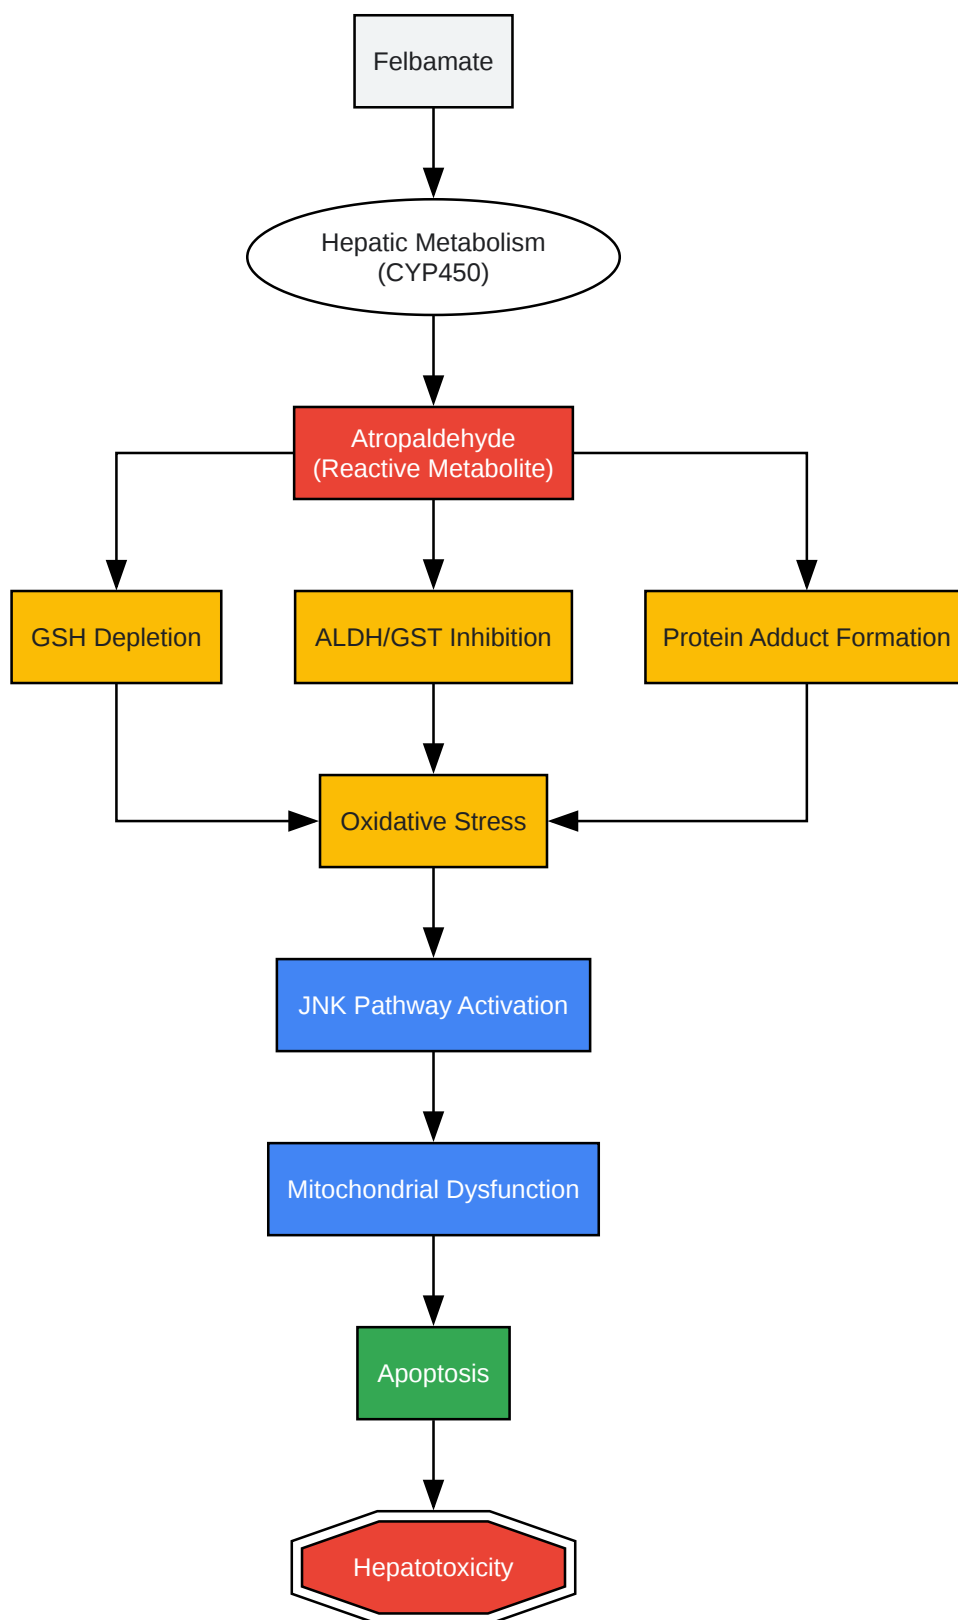 Felbamate
Hepatic Metabolism
(CYP450)
Atropaldehyde
(Reactive Metabolite)
GSH Depletion
ALDH/GST Inhibition
Protein Adduct Formation
Oxidative Stress
JNK Pathway Activation
Mitochondrial Dysfunction
Apoptosis
Hepatotoxicity